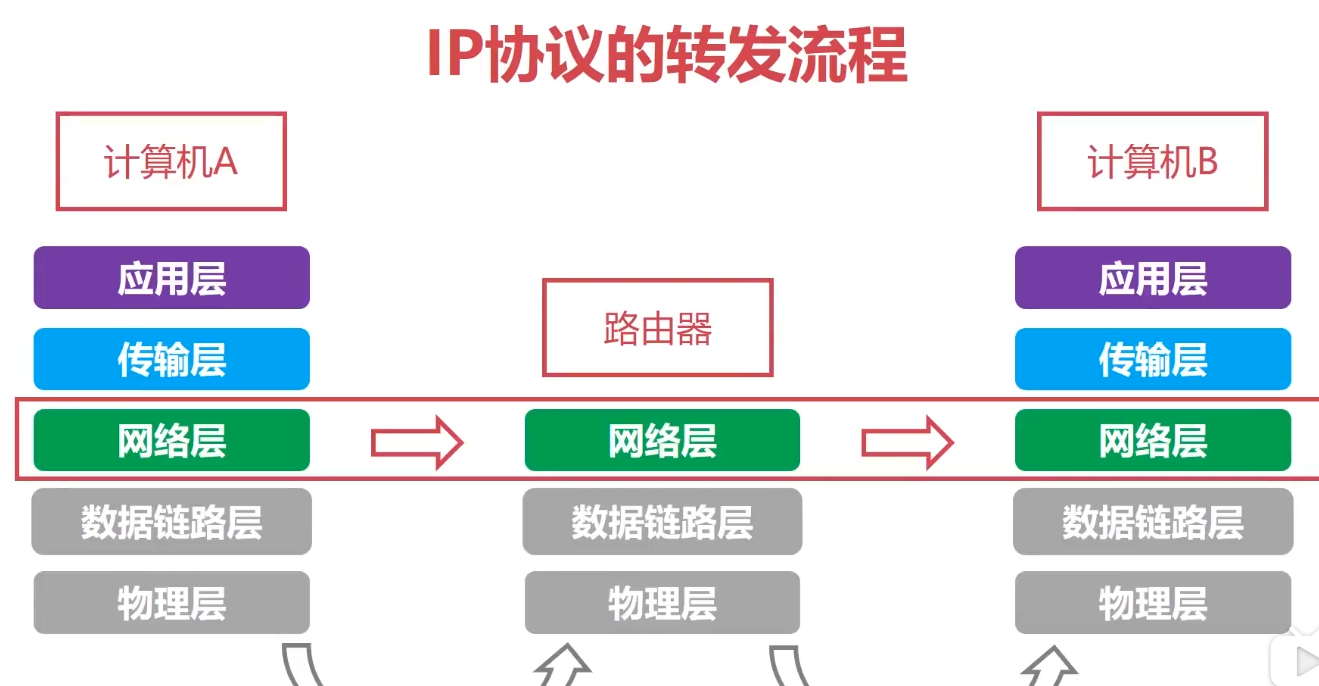 IP协议的转发流程
计算机A
计算机B
路由器
应用层
应用层
传输层
传输层
网络层
网络层
网络层
数据链路层
数据链路层
数据链路层
物理层
物理层
物理层